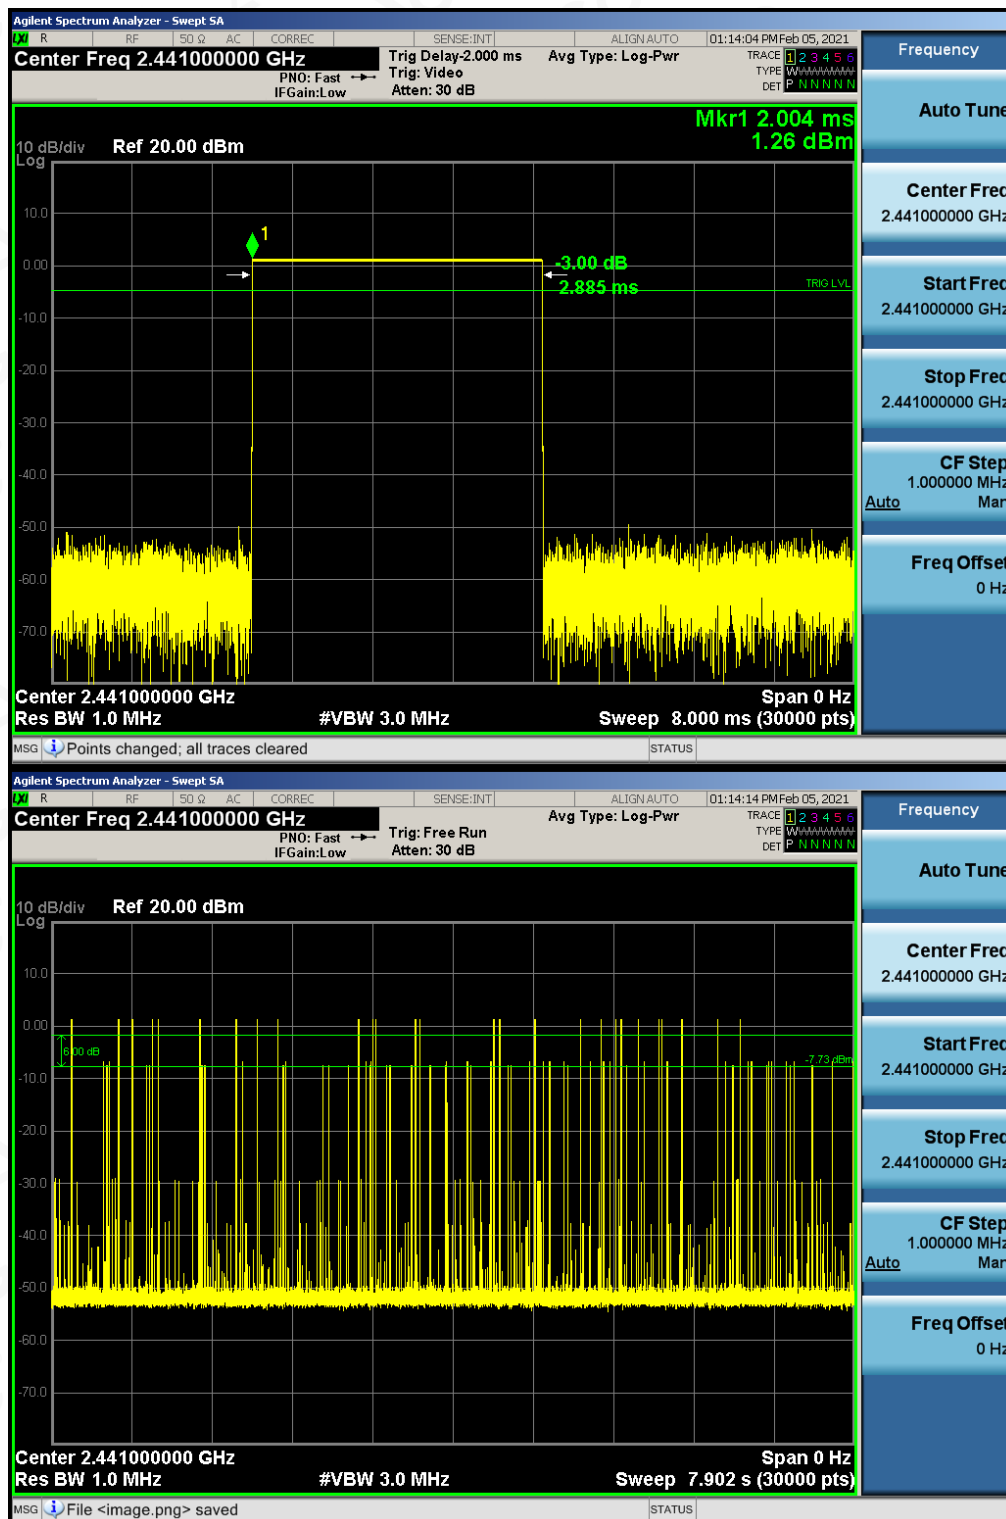 Agilent Spectrum Analyzer - Swept SA
LXI R RF 50 Ω AC CORREC SENSE:INT ALIGN AUTO 01:14:04 PM Feb 05, 2021
Center Freq 2.441000000 GHz
PNO: Fast
IFGain:Low
Trig Delay-2.000 ms
Trig: Video
Atten: 30 dB
Avg Type: Log-Pwr
TRACE 1 2 3 4 5 6
TYPE W
DET P N N N N N
Mkr1 2.004 ms
1.26 dBm
10 dB/div
Log
Ref 20.00 dBm
10.0
0.00
-10.0
-20.0
-30.0
-40.0
-50.0
-60.0
-70.0
1
-3.00 dB
2.885 ms
TRIG LVL
Center 2.441000000 GHz
Span 0 Hz
Res BW 1.0 MHz
#VBW 3.0 MHz
Sweep 8.000 ms (30000 pts)
MSG Points changed; all traces cleared
STATUS
Frequency
Auto Tune
Center Freq
2.441000000 GHz
Start Freq
2.441000000 GHz
Stop Freq
2.441000000 GHz
CF Step
1.000000 MHz
Auto Man
Freq Offset
0 Hz
Agilent Spectrum Analyzer - Swept SA
LXI R RF 50 Ω AC CORREC SENSE:INT ALIGN AUTO 01:14:14 PM Feb 05, 2021
Center Freq 2.441000000 GHz
PNO: Fast
IFGain:Low
Trig: Free Run
Atten: 30 dB
Avg Type: Log-Pwr
TRACE 1 2 3 4 5 6
TYPE W
DET P N N N N N
10 dB/div
Log
Ref 20.00 dBm
10.0
0.00
-10.0
-20.0
-30.0
-40.0
-50.0
-60.0
-70.0
6.00 dB
-7.73 dBm
Center 2.441000000 GHz
Span 0 Hz
Res BW 1.0 MHz
#VBW 3.0 MHz
Sweep 7.902 s (30000 pts)
MSG File <image.png> saved
STATUS
Frequency
Auto Tune
Center Freq
2.441000000 GHz
Start Freq
2.441000000 GHz
Stop Freq
2.441000000 GHz
CF Step
1.000000 MHz
Auto Man
Freq Offset
0 Hz